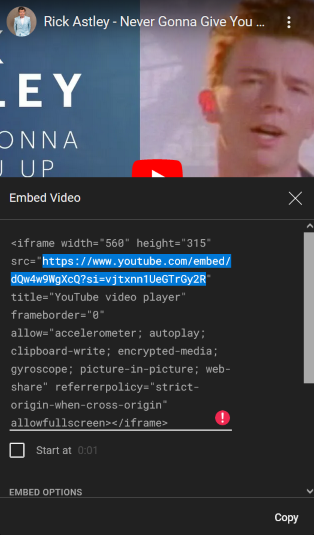 Rick Astley - Never Gonna Give You ...
LEY
ONNA
U UP
Embed Video
<iframe width="560" height="315"
src="https://www.youtube.com/embed/
dQw4w9WgXcQ?si=vjtxnn1UeGTrGy2R"
title="YouTube video player"
frameborder="0"
allow="accelerometer; autoplay;
clipboard-write; encrypted-media;
gyroscope; picture-in-picture; web-
share" referrerpolicy="strict-
origin-when-cross-origin"
allowfullscreen></iframe>
Start at 0:01
EMBED OPTIONS
Copy